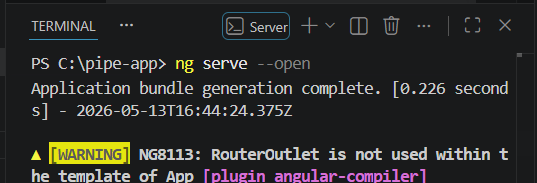 TERMINAL ... Server
PS C:\pipe-app> ng serve --open
Application bundle generation complete. [0.226 second
s] - 2026-05-13T16:44:24.375Z
▲ [WARNING] NG8113: RouterOutlet is not used within t
he template of App [plugin angular-compiler]